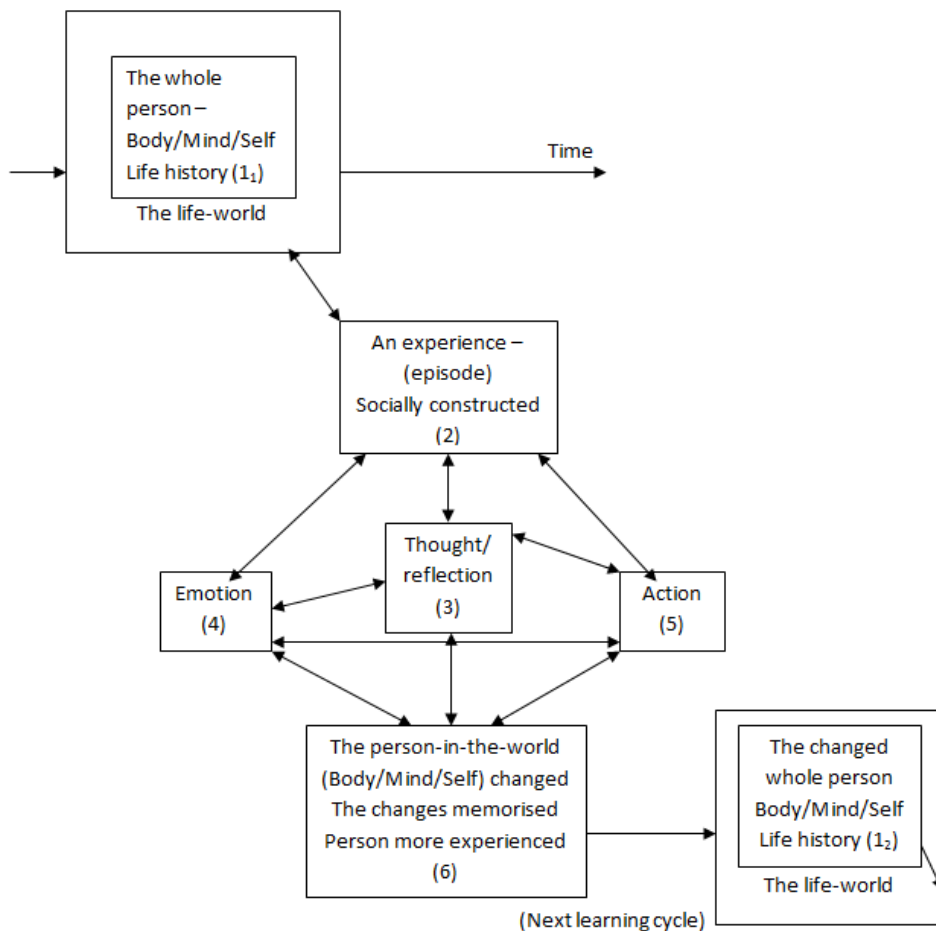 The whole
person –
Body/Mind/Self
Life history (1₁)
The life-world
Time
An experience –
(episode)
Socially constructed
(2)
Thought/
reflection
(3)
Emotion
(4)
Action
(5)
The person-in-the-world
(Body/Mind/Self) changed
The changes memorised
Person more experienced
(6)
The changed
whole person
Body/Mind/Self
Life history (1₂)
The life-world
(Next learning cycle)